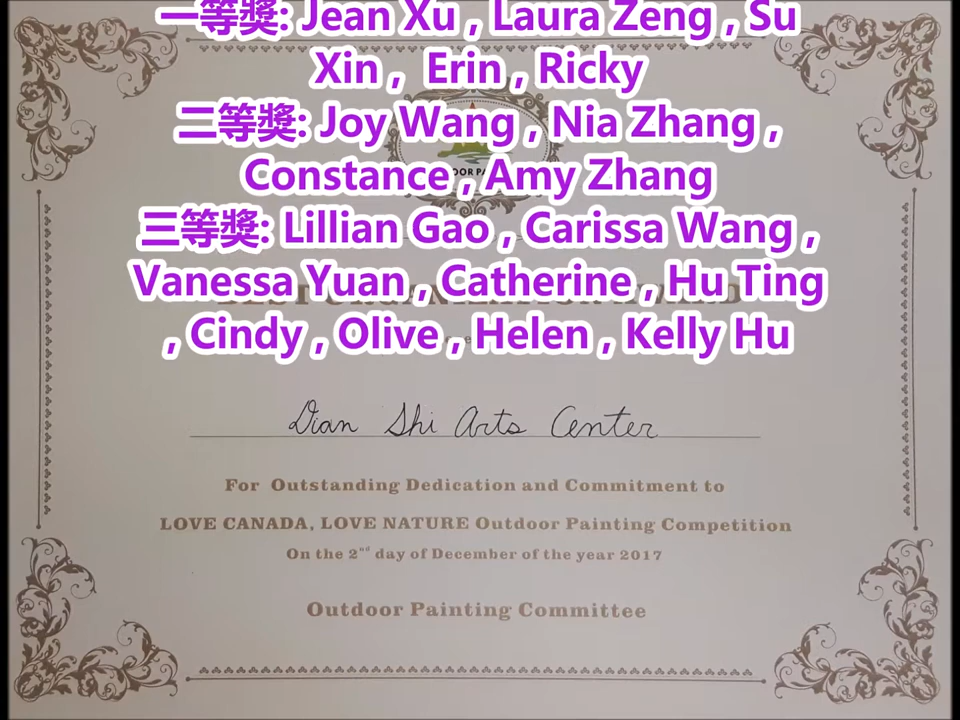 一等獎: Jean Xu , Laura Zeng , Su
Xin , Erin , Ricky
二等獎: Joy Wang , Nia Zhang ,
Constance , Amy Zhang
三等獎: Lillian Gao , Carissa Wang ,
Vanessa Yuan , Catherine , Hu Ting
, Cindy , Olive , Helen , Kelly Hu
Dian Shi Arts Center
For Outstanding Dedication and Commitment to
LOVE CANADA, LOVE NATURE Outdoor Painting Competition
On the 2nd day of December of the year 2017
Outdoor Painting Committee